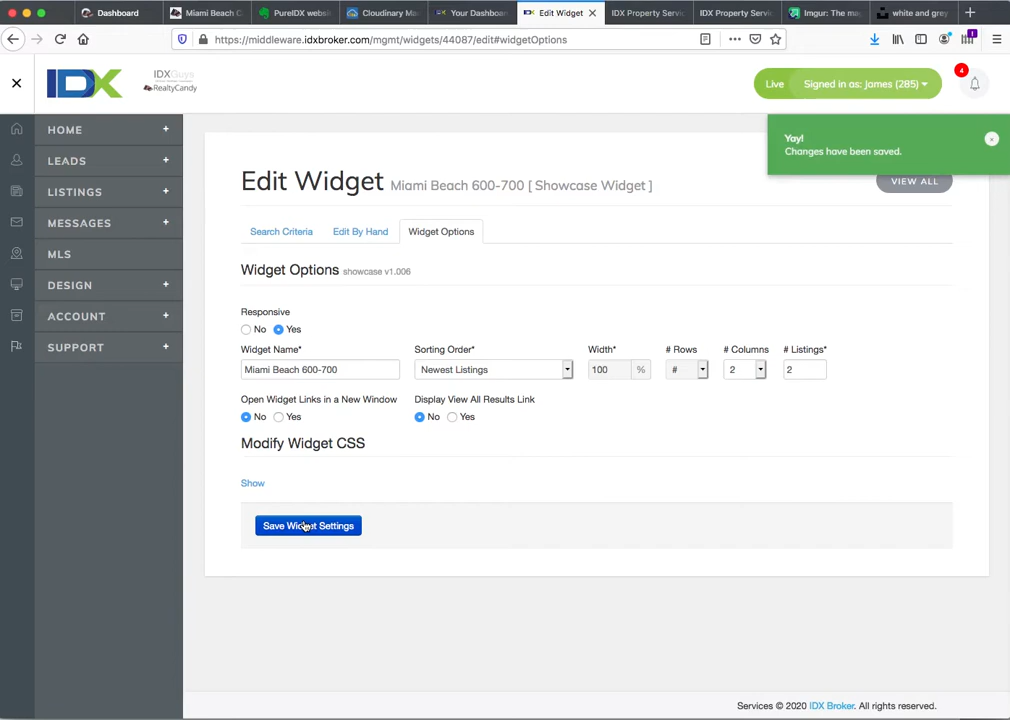 Dashboard
Miami Beach C
PureIDX websi
Cloudinary Ma
Your Dashboar
Edit Widget
IDX Property Servic
IDX Property Servic
Imgur: The ma
white and grey
https://middleware.idxbroker.com/mgmt/widgets/44087/edit#widgetOptions
IDX
IDXGuys
RealtyCandy
Live
Signed in as: James (285)
4
HOME +
LEADS +
LISTINGS +
MESSAGES +
MLS
DESIGN +
ACCOUNT +
SUPPORT +
Yay!
Changes have been saved.
VIEW ALL
Edit Widget Miami Beach 600-700 [ Showcase Widget ]
Search Criteria
Edit By Hand
Widget Options
Widget Options showcase v1.006
Responsive
No Yes
Widget Name* Sorting Order* Width* # Rows # Columns # Listings*
Miami Beach 600-700 Newest Listings 100 % # 2 2
Open Widget Links in a New Window Display View All Results Link
No Yes No Yes
Modify Widget CSS
Show
Save Widget Settings
Services © 2020 IDX Broker. All rights reserved.